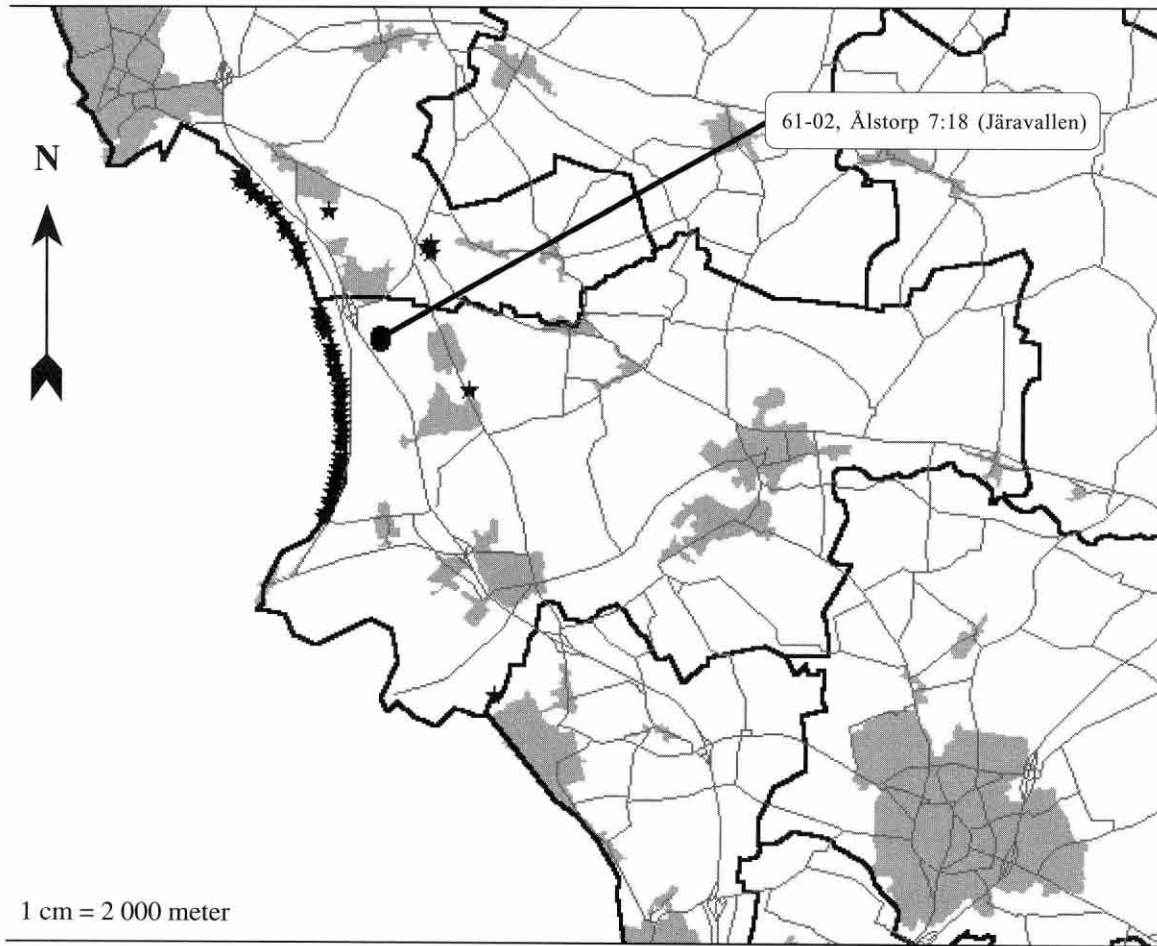 61-02, Ålstorp 7:18 (Järavallen)
N
1 cm = 2 000 meter